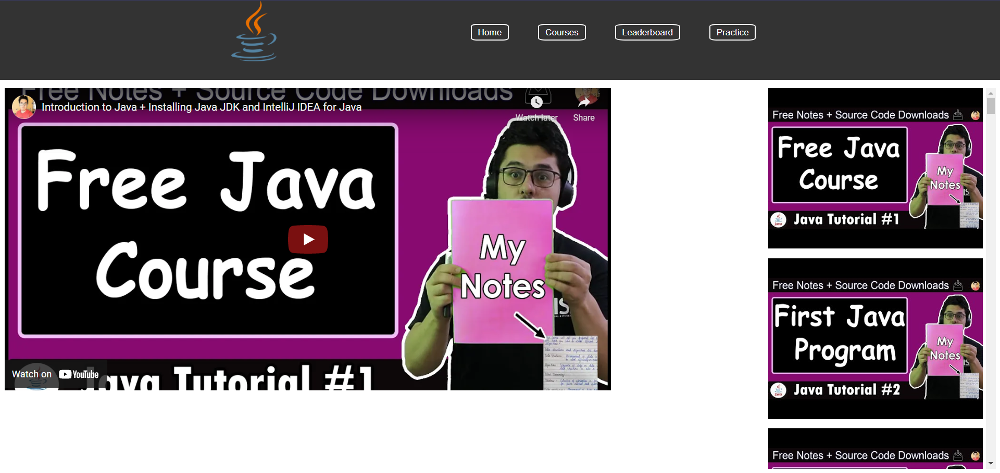 Home
Courses
Leaderboard
Practice
Free Notes + Source Code Downloads
Introduction to Java + Installing Java JDK and IntelliJ IDEA for Java
Watch later
Share
Free Java
Course
My
Notes
Watch on YouTube
Java Tutorial #1
Free Notes + Source Code Downloads
Free Java
Course
My
Notes
Java
Java Tutorial #1
Free Notes + Source Code Downloads
First Java
Program
My
Notes
Java
Java Tutorial #2
Free Notes + Source Code Downloads